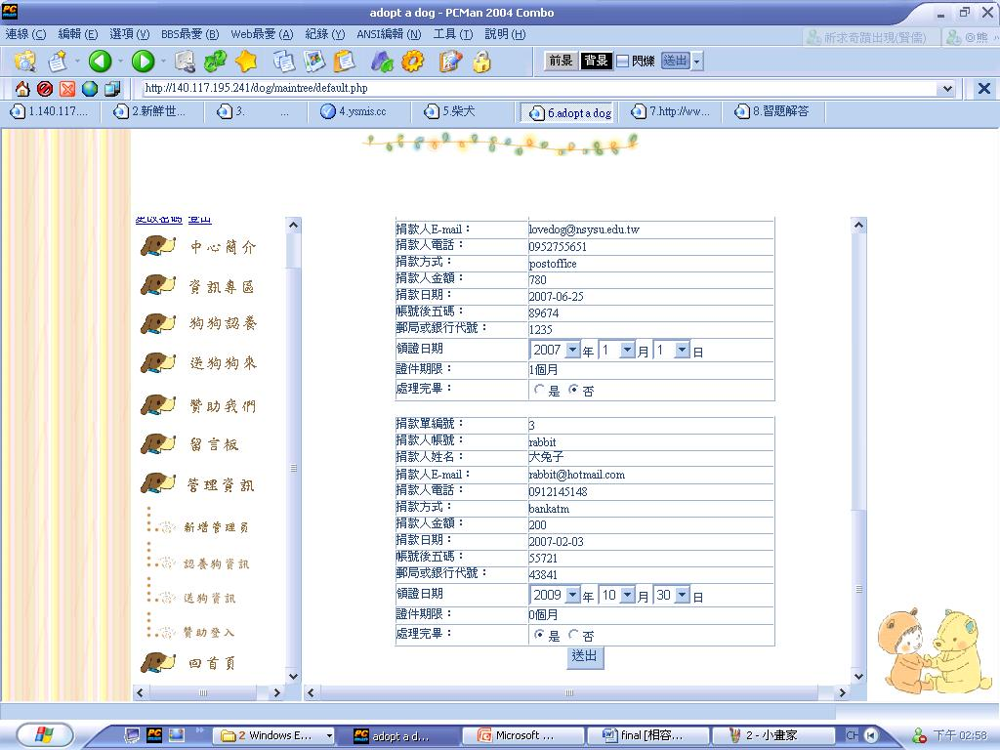 adopt a dog - PCMan 2004 Combo
連線 (C) 編輯 (E) 選項 (V) BBS最愛 (B) Web最愛 (A) 紀錄 (Y) ANSI編輯 (N) 工具 (T) 說明 (H)
祈求奇蹟出現(賢儒) @熊
前景 背景 閃爍 送出
http://140.117.195.241/dog/maintree/default.php
1.140.117.... 2.新鮮世... 3. ... 4.ysmis.cc 5.柴犬 6.adopt a dog 7.http://ww... 8.習題解答
更改密碼 登出
中心簡介
資訊專區
狗狗認養
送狗狗來
贊助我們
留言板
管理資訊
新增管理員
認養狗資訊
送狗資訊
贊助登入
回首頁
捐款人E-mail： lovedog@nsysu.edu.tw
捐款人電話： 0952755651
捐款方式： postoffice
捐款人金額： 780
捐款日期： 2007-06-25
帳號後五碼： 89674
郵局或銀行代號： 1235
領證日期 2007 年 1 月 1 日
證件期限： 1個月
處理完畢： 是 否
捐款單編號： 3
捐款人帳號： rabbit
捐款人姓名： 大兔子
捐款人E-mail： rabbit@hotmail.com
捐款人電話： 0912145148
捐款方式： bankatm
捐款人金額： 200
捐款日期： 2007-02-03
帳號後五碼： 55721
郵局或銀行代號： 43841
領證日期 2009 年 10 月 30 日
證件期限： 0個月
處理完畢： 是 否
送出
2 Windows E... adopt a d... Microsoft ... final [相容... 2 - 小畫家 CH 下午 02:58